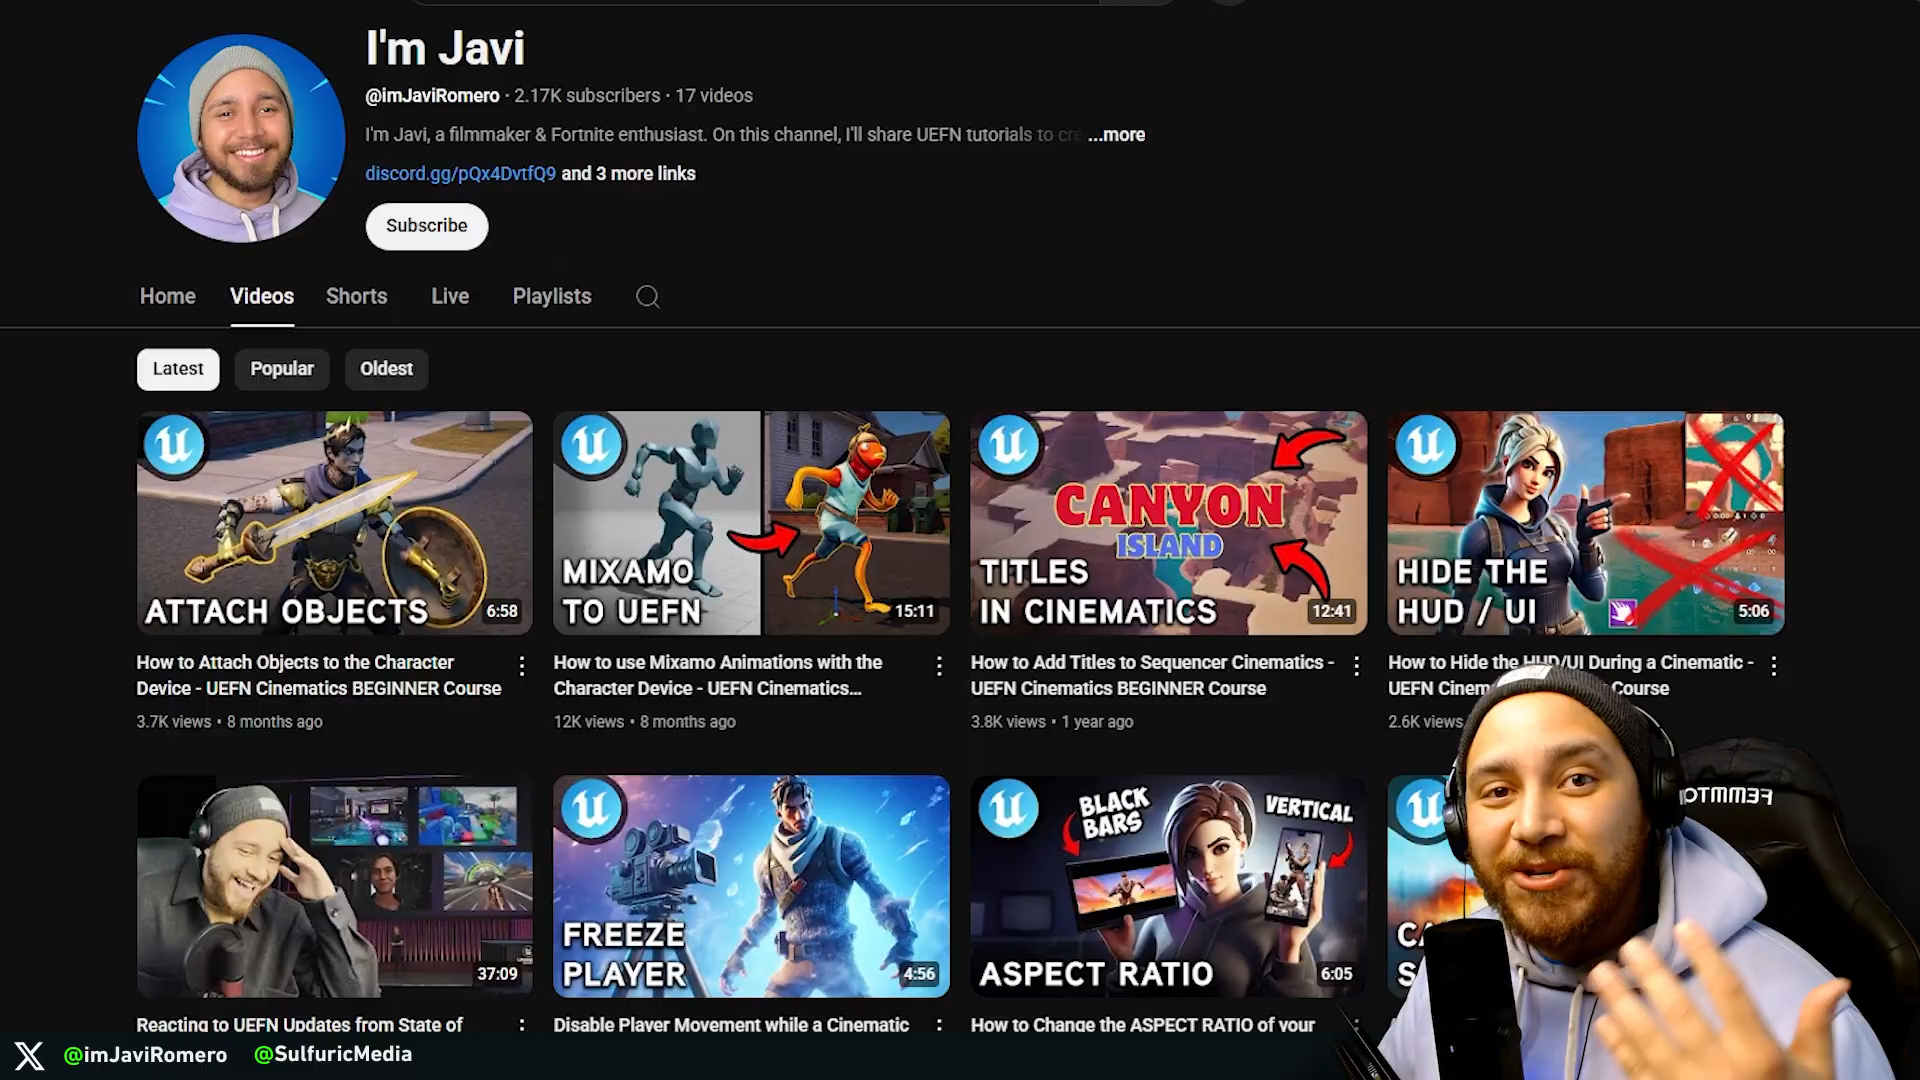 I'm Javi
@imJaviRomero · 2.17K subscribers · 17 videos
I'm Javi, a filmmaker & Fortnite enthusiast. On this channel, I'll share UEFN tutorials to cre ...more
discord.gg/pQx4DvtfQ9 and 3 more links
Subscribe
Home Videos Shorts Live Playlists
Latest Popular Oldest
ATTACH OBJECTS
6:58
MIXAMO
TO UEFN
15:11
CANYON
ISLAND
TITLES
IN CINEMATICS
12:41
HIDE THE
HUD / UI
5:06
How to Attach Objects to the Character
Device - UEFN Cinematics BEGINNER Course
3.7K views • 8 months ago
How to use Mixamo Animations with the
Character Device - UEFN Cinematics...
12K views • 8 months ago
How to Add Titles to Sequencer Cinematics -
UEFN Cinematics BEGINNER Course
3.8K views • 1 year ago
How to Hide the HUD/UI During a Cinematic -
UEFN Cinem Course
2.6K views
37:09
FREEZE
PLAYER
4:56
BLACK
BARS
VERTICAL
ASPECT RATIO
6:05
Reacting to UEFN Updates from State of
Disable Player Movement while a Cinematic
How to Change the ASPECT RATIO of your
X @imJaviRomero @SulfuricMedia